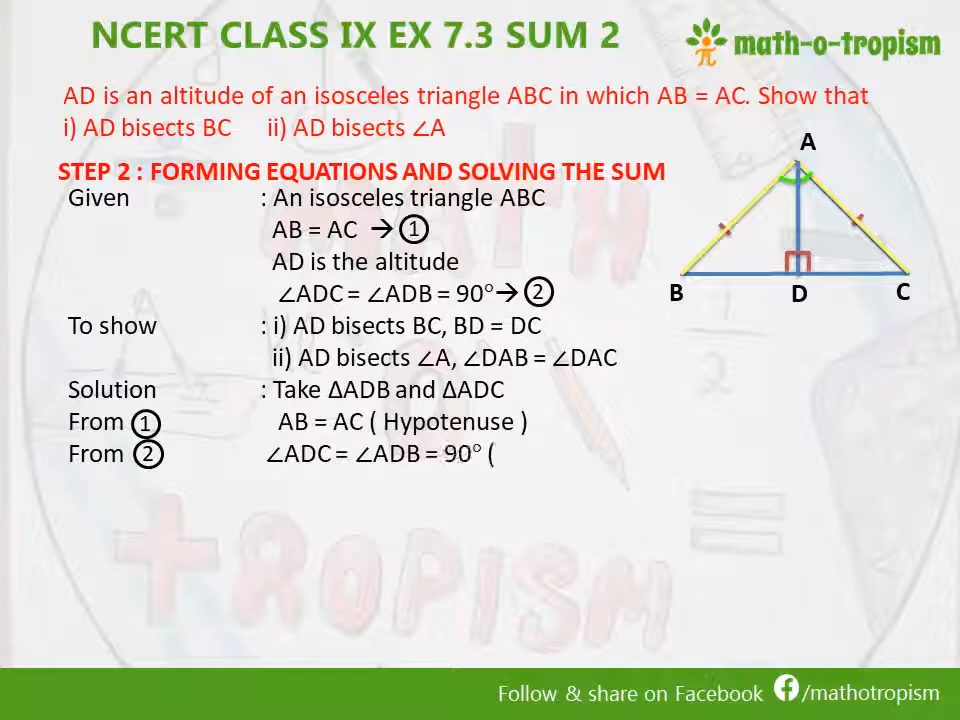 NCERT CLASS IX EX 7.3 SUM 2
math-o-tropism
AD is an altitude of an isosceles triangle ABC in which AB = AC. Show that
i) AD bisects BC ii) AD bisects ∠A
STEP 2 : FORMING EQUATIONS AND SOLVING THE SUM
Given : An isosceles triangle ABC
AB = AC → ①
AD is the altitude
∠ADC = ∠ADB = 90° → ②
To show : i) AD bisects BC, BD = DC
ii) AD bisects ∠A, ∠DAB = ∠DAC
Solution : Take ΔADB and ΔADC
From ① AB = AC ( Hypotenuse )
From ② ∠ADC = ∠ADB = 90° (
A
B D C
MATH
1/2
TROPISM
Follow & share on Facebook /mathotropism